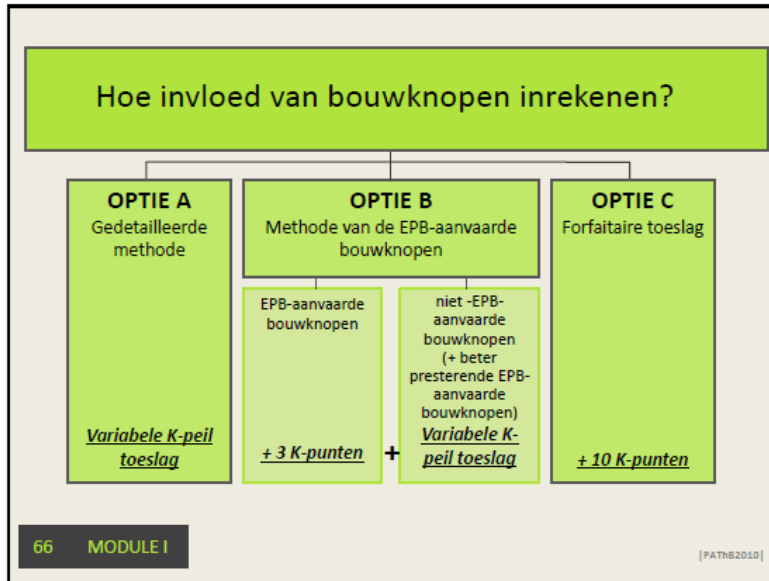 Hoe invloed van bouwknopen inrekenen?
OPTIE A
Gedetailleerde
methode
Variabele K-peil
toeslag
OPTIE B
Methode van de EPB-aanvaarde
bouwknopen
EPB-aanvaarde
bouwknopen
+ 3 K-punten
+
niet -EPB-
aanvaarde
bouwknopen
(+ beter
presterende EPB-
aanvaarde
bouwknopen)
Variabele K-
peil toeslag
OPTIE C
Forfaitaire toeslag
+ 10 K-punten
66 MODULE I
|PAThB2010|